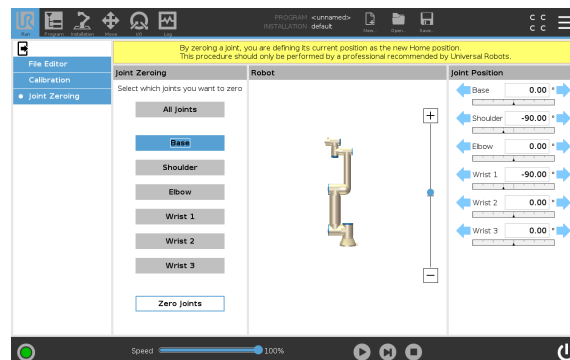 UR
PROGRAM <unnamed>
INSTALLATION default
C C
C C
Run
Program
Installation
Move
I/O
Log
New...
Open...
Save...
By zeroing a joint, you are defining its current position as the new Home position.
This procedure should only be performed by a professional recommended by Universal Robots.
File Editor
Calibration
Joint Zeroing
Joint Zeroing
Select which joints you want to zero
All Joints
Base
Shoulder
Elbow
Wrist 1
Wrist 2
Wrist 3
Zero Joints
Robot
+
−
Joint Position
Base 0.00 °
Shoulder -90.00 °
Elbow 0.00 °
Wrist 1 -90.00 °
Wrist 2 0.00 °
Wrist 3 0.00 °
Speed 100%